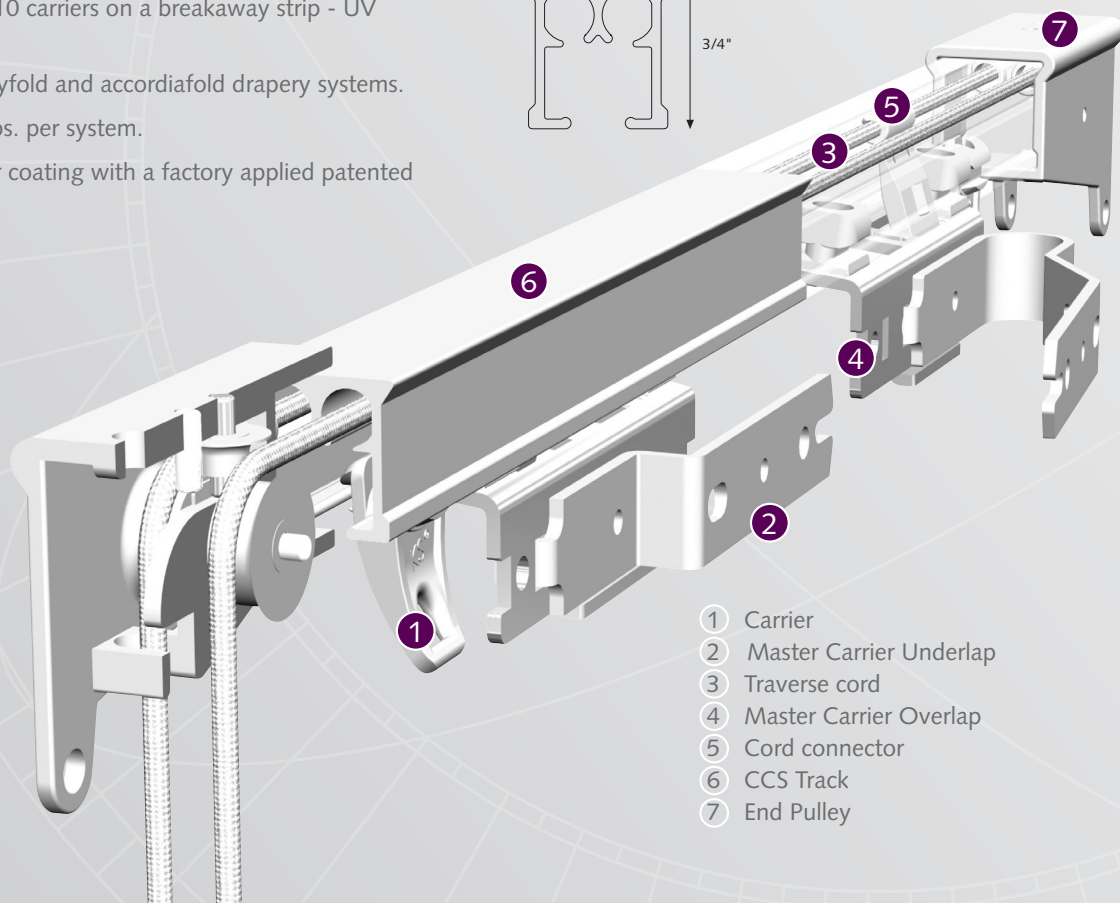 10 carriers on a breakaway strip - UV
yfold and accordiafold drapery systems.
os. per system.
r coating with a factory applied patented
3/4"
7
5
3
6
4
2
1
1 Carrier
2 Master Carrier Underlap
3 Traverse cord
4 Master Carrier Overlap
5 Cord connector
6 CCS Track
7 End Pulley